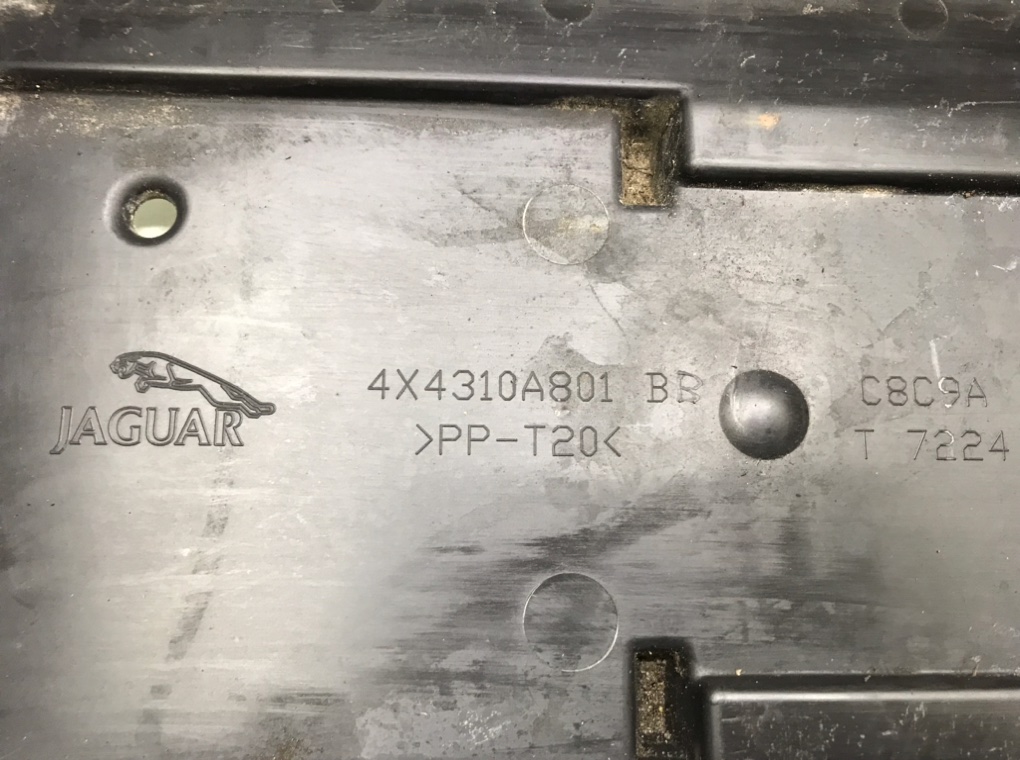 JAGUAR
4X4310A801 BB
>PP-T20<
C8C9A
T 7224